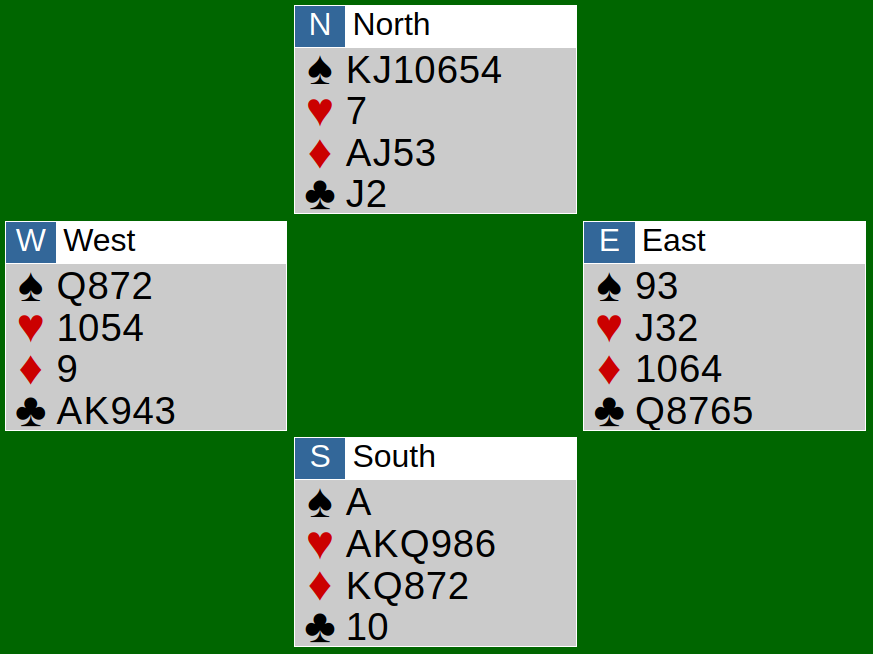 N North
♠ KJ10654
♥ 7
♦ AJ53
♣ J2
W West
♠ Q872
♥ 1054
♦ 9
♣ AK943
E East
♠ 93
♥ J32
♦ 1064
♣ Q8765
S South
♠ A
♥ AKQ986
♦ KQ872
♣ 10